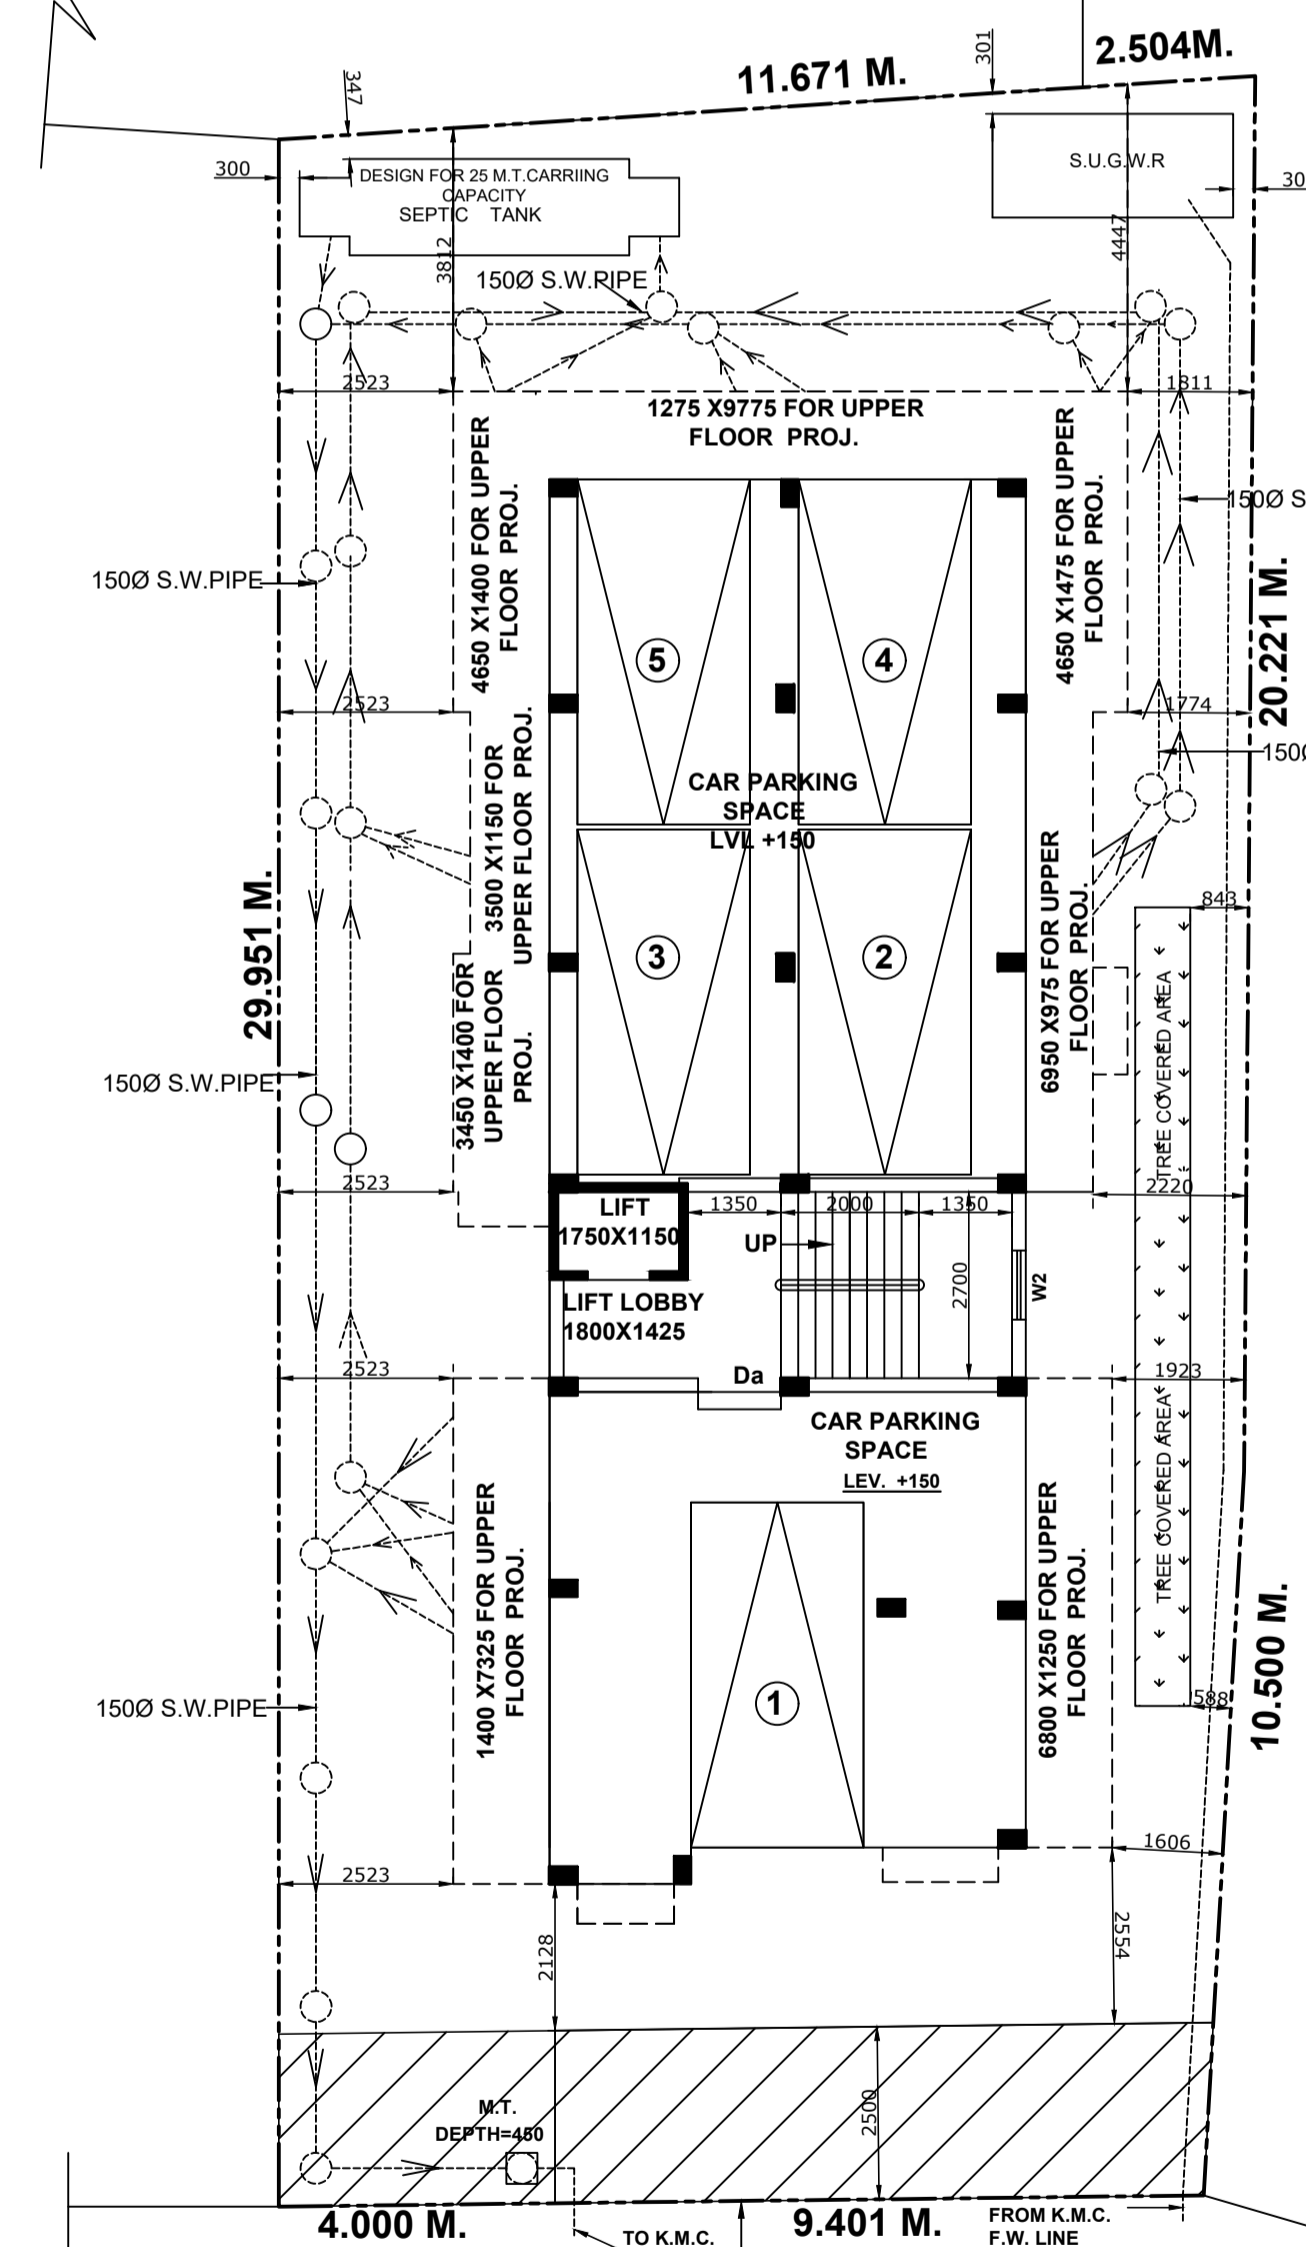 2.504M.
11.671 M.
301
347
300
DESIGN FOR 25 M.T.CARRIING
CAPACITY
SEPTIC TANK
S.U.G.W.R
30
3812
4447
150Ø S.W.PIPE
2523
1811
1275 X9775 FOR UPPER
FLOOR PROJ.
4650 X1400 FOR UPPER
FLOOR PROJ.
4650 X1475 FOR UPPER
FLOOR PROJ.
150Ø S
150Ø S.W.PIPE
20.221 M.
5
4
2523
1774
150Ø
CAR PARKING
SPACE
LVL +150
3500 X1150 FOR
UPPER FLOOR PROJ.
6950 X975 FOR UPPER
FLOOR PROJ.
29.951 M.
843
3
2
3450 X1400 FOR
UPPER FLOOR
PROJ.
TREE COVERED AREA
150Ø S.W.PIPE
2523
2220
LIFT
1750X1150
1350
2000
1350
UP
2700
W2
LIFT LOBBY
1800X1425
2523
Da
1923
CAR PARKING
SPACE
LEV. +150
TREE COVERED AREA
1400 X7325 FOR UPPER
FLOOR PROJ.
6800 X1250 FOR UPPER
FLOOR PROJ.
10.500 M.
588
1
150Ø S.W.PIPE
1606
2523
2128
2554
M.T.
DEPTH=450
2500
4.000 M.
9.401 M.
TO K.M.C.
FROM K.M.C.
F.W. LINE